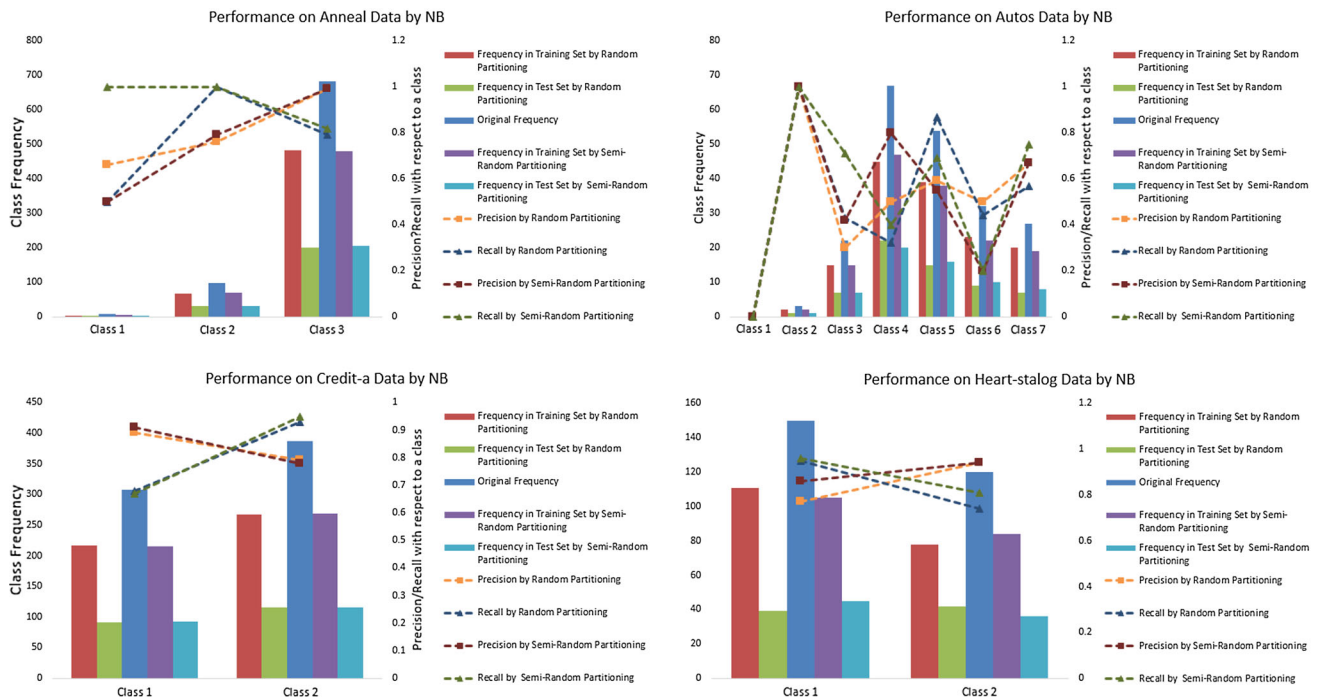 Performance on Anneal Data by NB
Class Frequency
800
700
600
500
400
300
200
100
0
Class 1
Class 2
Class 3
1.2
1
0.8
0.6
0.4
0.2
0
Precision?Recall with respect to a class
Frequency in Training Set by Random
Partitioning
Frequency in Test Set by Random
Partitioning
Original Frequency
Frequency in Training Set by Semi-
Random Partitioning
Frequency in Test Set by Semi-Random
Partitioning
Precision by Random Partitioning
Recall by Random Partitioning
Precision by Semi-Random Partitioning
Recall by Semi-Random Partitioning
Performance on Autos Data by NB
Class Frequency
80
70
60
50
40
30
20
10
0
Class 1
Class 2
Class 3
Class 4
Class 5
Class 6
Class 7
1.2
1
0.8
0.6
0.4
0.2
0
Precision/Recall with respect to a class
Frequency in Training Set by Random
Partitioning
Frequency in Test Set by Random
Partitioning
Original Frequency
Frequency in Training Set by Semi-
Random Partitioning
Frequency in Test Set by Semi-Random
Partitioning
Precision by Random Partitioning
Recall by Random Partitioning
Precision by Semi-Random Partitioning
Recall by Semi-Random Partitioning
Performance on Credit-a Data by NB
Class Frequency
450
400
350
300
250
200
150
100
50
0
Class 1
Class 2
1
0.9
0.8
0.7
0.6
0.5
0.4
0.3
0.2
0.1
0
Precision/Recall with respect to a class
Frequency in Training Set by Random
Partitioning
Frequency in Test Set by Random
Partitioning
Original Frequency
Frequency in Training Set by Semi-
Random Partitioning
Frequency in Test Set by Semi-Random
Partitioning
Precision by Random Partitioning
Recall by Random Partitioning
Precision by Semi-Random Partitioning
Recall by Semi-Random Partitioning
Performance on Heart-stalog Data by NB
160
140
120
100
80
60
40
20
0
Class 1
Class 2
1.2
1
0.8
0.6
0.4
0.2
0
Frequency in Training Set by Random
Partitioning
Frequency in Test Set by Random
Partitioning
Original Frequency
Frequency in Training Set by Semi-
Random Partitioning
Frequency in Test Set by Semi-Random
Partitioning
Precision by Random Partitioning
Recall by Random Partitioning
Precision by Semi-Random Partitioning
Recall by Semi-Random Partitioning